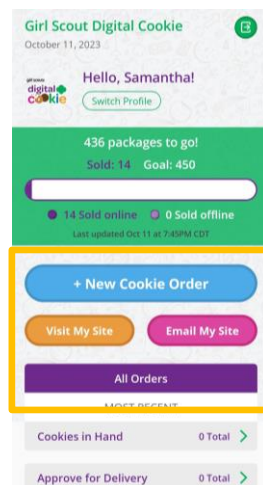 Girl Scout Digital Cookie
October 11, 2023
girl scouts
digital
cookie
Hello, Samantha!
Switch Profile
436 packages to go!
Sold: 14 Goal: 450
14 Sold online 0 Sold offline
Last updated Oct 11 at 7:45PM CDT
+ New Cookie Order
Visit My Site Email My Site
All Orders
MOST RECENT
Cookies in Hand 0 Total
Approve for Delivery 0 Total